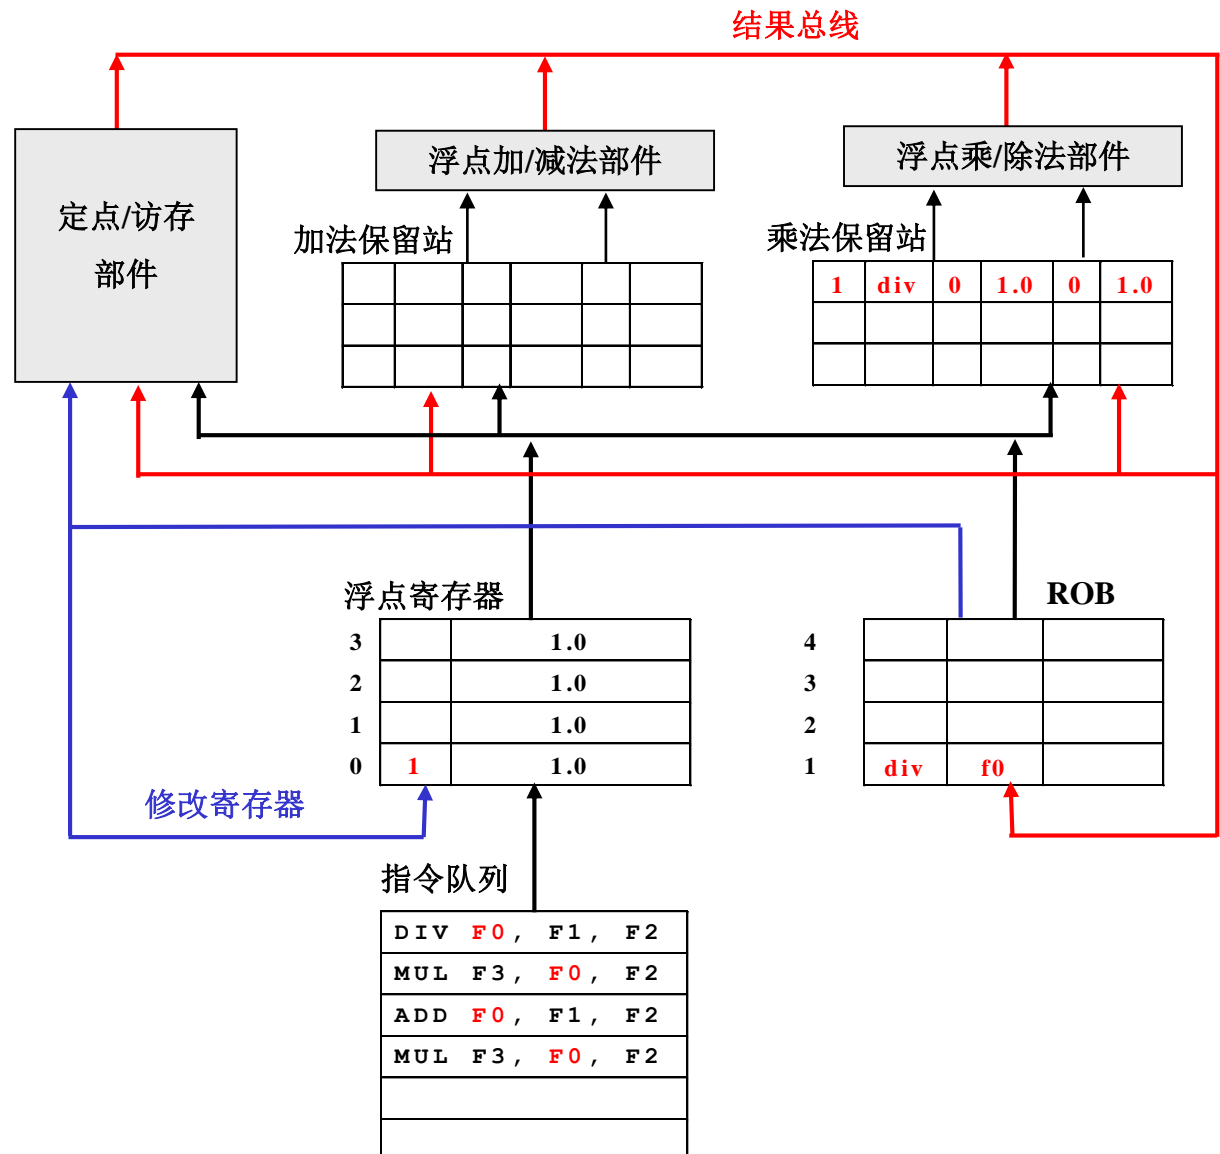 结果总线
定点/访存
部件
浮点加/减法部件
浮点乘/除法部件
加法保留站
乘法保留站
1 div 0 1.0 0 1.0
浮点寄存器
3 1.0
2 1.0
1 1.0
0 1 1.0
ROB
4
3
2
1 div f0
修改寄存器
指令队列
DIV F0, F1, F2
MUL F3, F0, F2
ADD F0, F1, F2
MUL F3, F0, F2